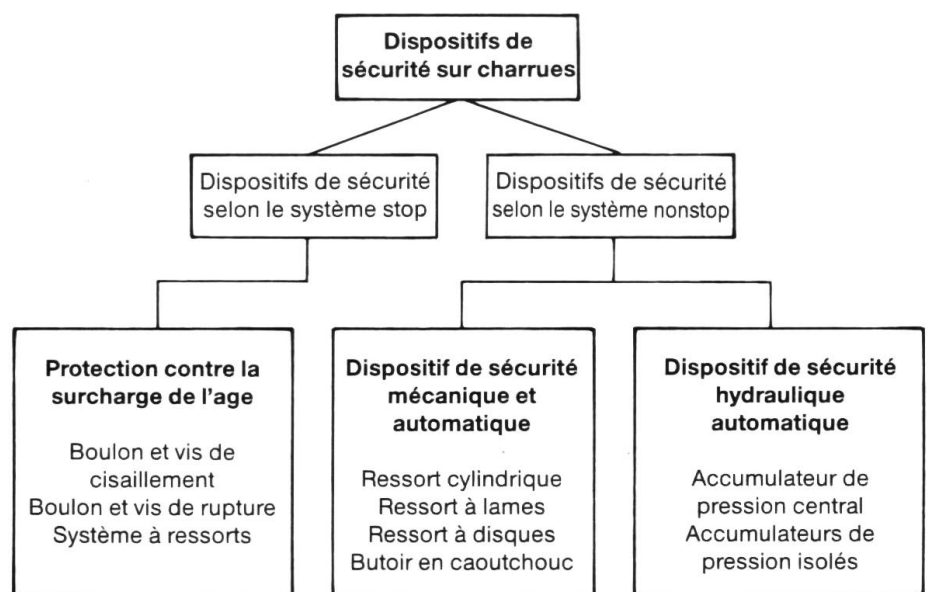 Dispositifs de
sécurité sur charrues
Dispositifs de sécurité
selon le système stop
Dispositifs de sécurité
selon le système nonstop
Protection contre la
surcharge de l'age
Boulon et vis de
cisaillement
Boulon et vis de rupture
Système à ressorts
Dispositif de sécurité
mécanique et
automatique
Ressort cylindrique
Ressort à lames
Ressort à disques
Butoir en caoutchouc
Dispositif de sécurité
hydraulique
automatique
Accumulateur de
pression central
Accumulateurs de
pression isolés